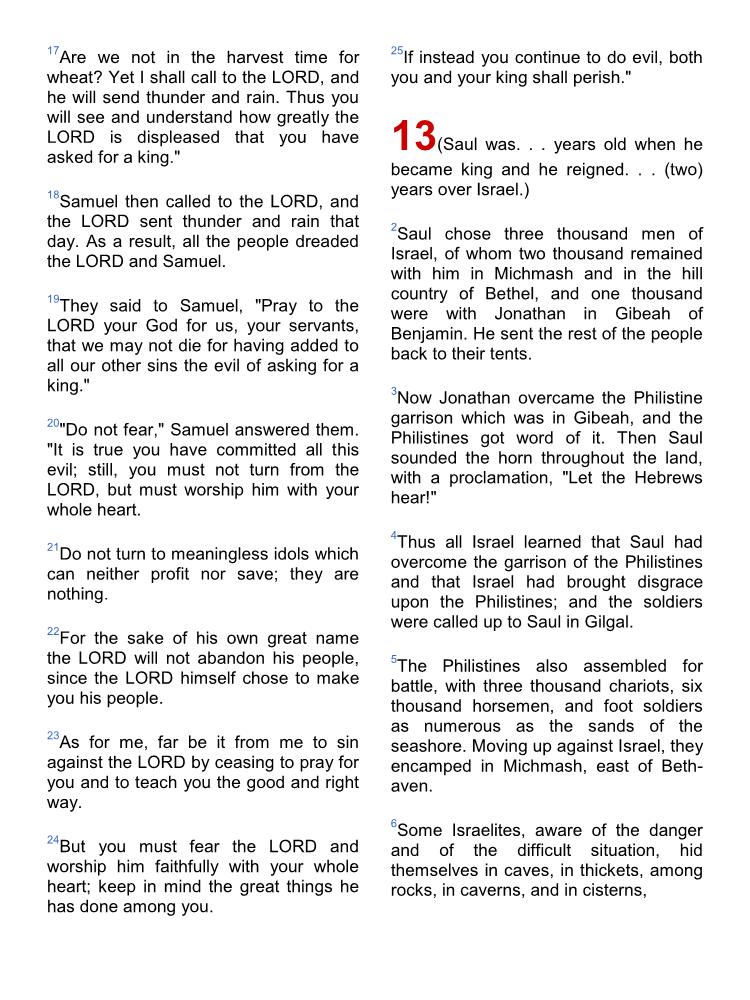 17Are we not in the harvest time for
wheat? Yet I shall call to the LORD, and
he will send thunder and rain. Thus you
will see and understand how greatly the
LORD is displeased that you have
asked for a king."
18Samuel then called to the LORD, and
the LORD sent thunder and rain that
day. As a result, all the people dreaded
the LORD and Samuel.
19They said to Samuel, "Pray to the
LORD your God for us, your servants,
that we may not die for having added to
all our other sins the evil of asking for a
king."
20"Do not fear," Samuel answered them.
"It is true you have committed all this
evil; still, you must not turn from the
LORD, but must worship him with your
whole heart.
21Do not turn to meaningless idols which
can neither profit nor save; they are
nothing.
22For the sake of his own great name
the LORD will not abandon his people,
since the LORD himself chose to make
you his people.
23As for me, far be it from me to sin
against the LORD by ceasing to pray for
you and to teach you the good and right
way.
24But you must fear the LORD and
worship him faithfully with your whole
heart; keep in mind the great things he
has done among you.
25If instead you continue to do evil, both
you and your king shall perish."
13(Saul was. . . years old when he
became king and he reigned. . . (two)
years over Israel.)
2Saul chose three thousand men of
Israel, of whom two thousand remained
with him in Michmash and in the hill
country of Bethel, and one thousand
were with Jonathan in Gibeah of
Benjamin. He sent the rest of the people
back to their tents.
3Now Jonathan overcame the Philistine
garrison which was in Gibeah, and the
Philistines got word of it. Then Saul
sounded the horn throughout the land,
with a proclamation, "Let the Hebrews
hear!"
4Thus all Israel learned that Saul had
overcome the garrison of the Philistines
and that Israel had brought disgrace
upon the Philistines; and the soldiers
were called up to Saul in Gilgal.
5The Philistines also assembled for
battle, with three thousand chariots, six
thousand horsemen, and foot soldiers
as numerous as the sands of the
seashore. Moving up against Israel, they
encamped in Michmash, east of Beth-
aven.
6Some Israelites, aware of the danger
and of the difficult situation, hid
themselves in caves, in thickets, among
rocks, in caverns, and in cisterns,